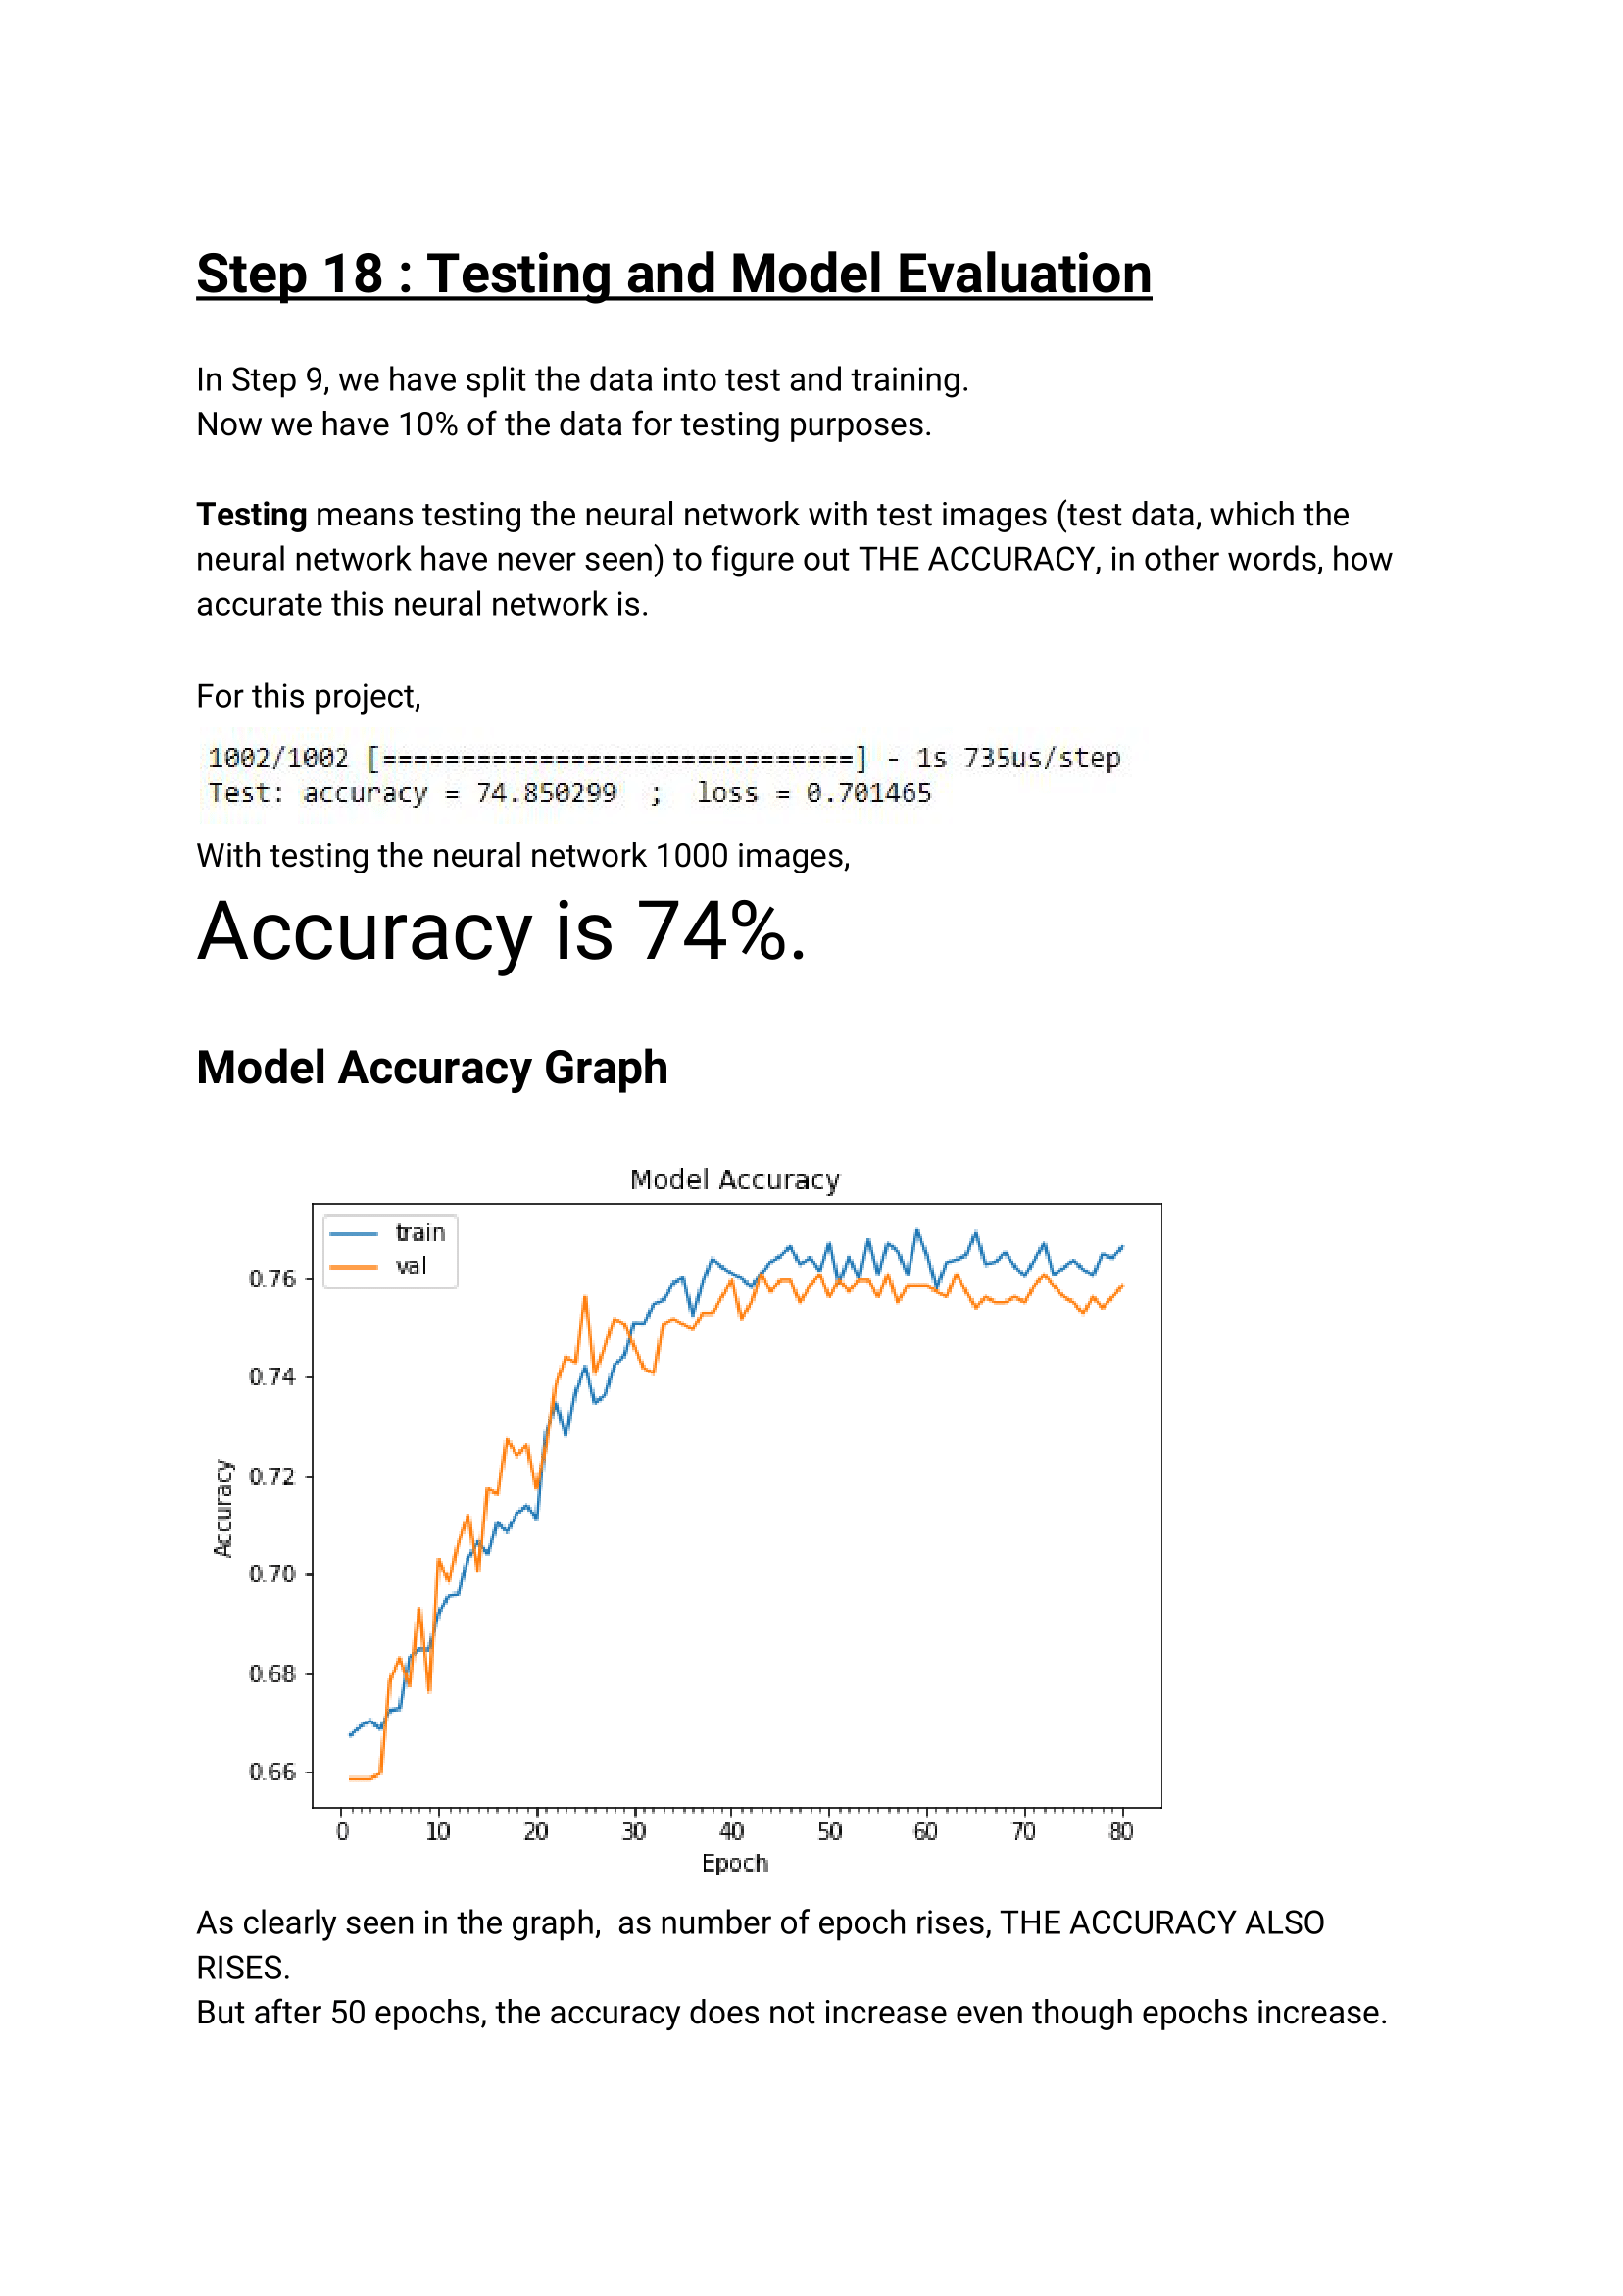 Step 18 : Testing and Model Evaluation
In Step 9, we have split the data into test and training.
Now we have 10% of the data for testing purposes.
Testing means testing the neural network with test images (test data, which the
neural network have never seen) to figure out THE ACCURACY, in other words, how
accurate this neural network is.
For this project,
1002/1002 [==============================] - 1s 735us/step
Test: accuracy = 74.850299  ;  loss = 0.701465
With testing the neural network 1000 images,
Accuracy is 74%.
Model Accuracy Graph
Model Accuracy
train
val
0.76
0.74
0.72
0.70
0.68
0.66
Accuracy
0 10 20 30 40 50 60 70 80
Epoch
As clearly seen in the graph,  as number of epoch rises, THE ACCURACY ALSO
RISES.
But after 50 epochs, the accuracy does not increase even though epochs increase.